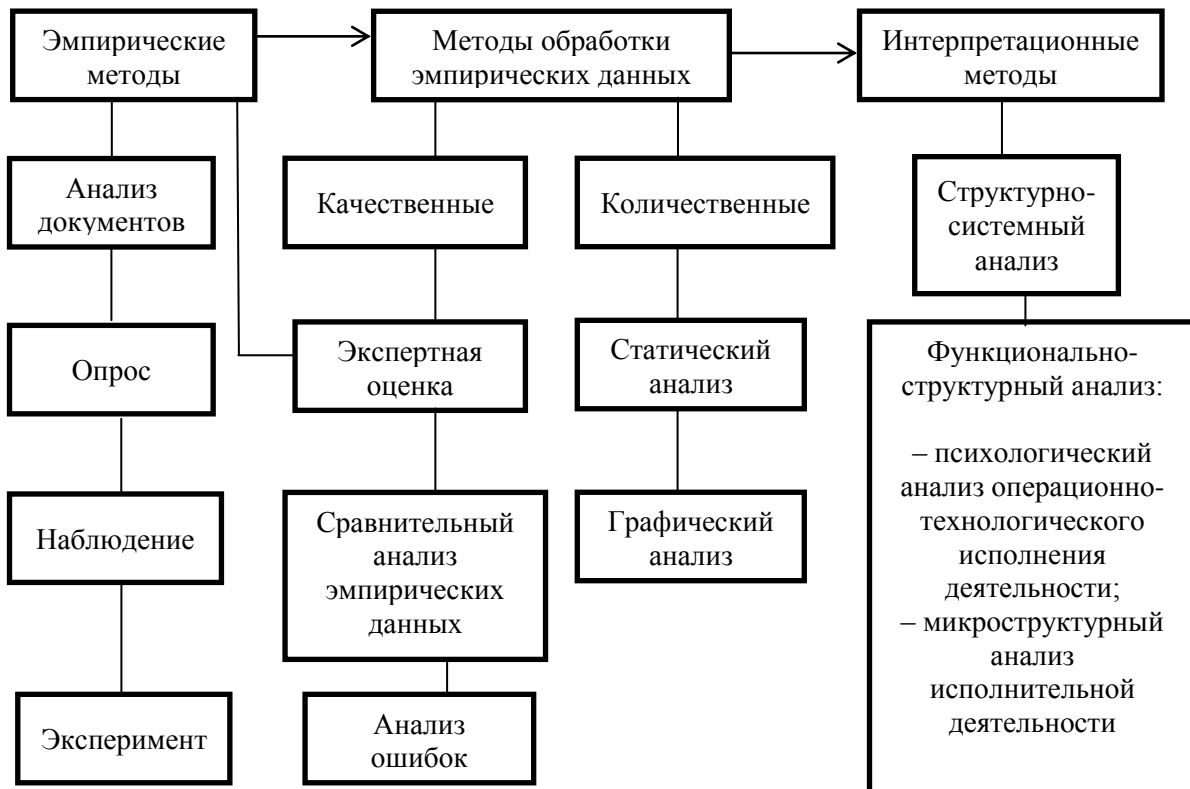 Эмпирические
методы
Методы обработки
эмпирических данных
Интерпретационные
методы
Анализ
документов
Качественные
Количественные
Структурно-
системный
анализ
Опрос
Экспертная
оценка
Статический
анализ
Функционально-
структурный анализ:
– психологический
анализ операционно-
технологического
исполнения
деятельности;
– микроструктурный
анализ
исполнительной
деятельности
Наблюдение
Сравнительный
анализ
эмпирических
данных
Графический
анализ
Эксперимент
Анализ
ошибок